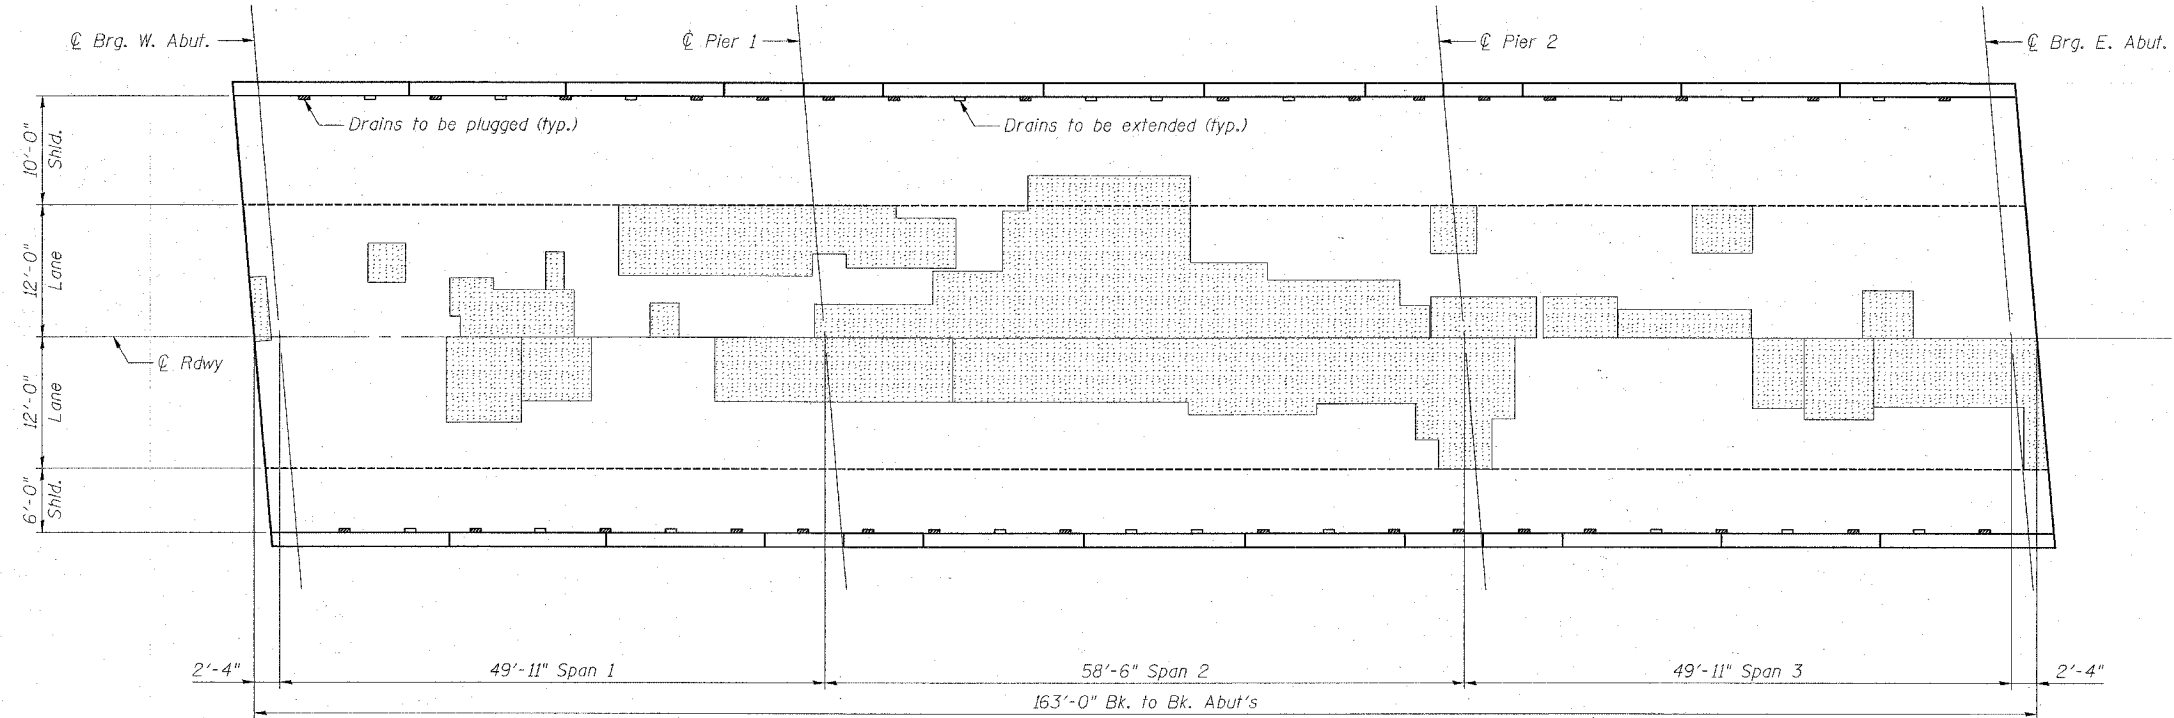 ℄ Brg. W. Abut.
℄ Pier 1
℄ Pier 2
℄ Brg. E. Abut.
Drains to be plugged (typ.)
Drains to be extended (typ.)
10'-0"
Shld.
12'-0"
Lane
℄ Rdwy
12'-0"
Lane
6'-0"
Shld.
2'-4"
49'-11" Span 1
58'-6" Span 2
49'-11" Span 3
2'-4"
163'-0" Bk. to Bk. Abut's